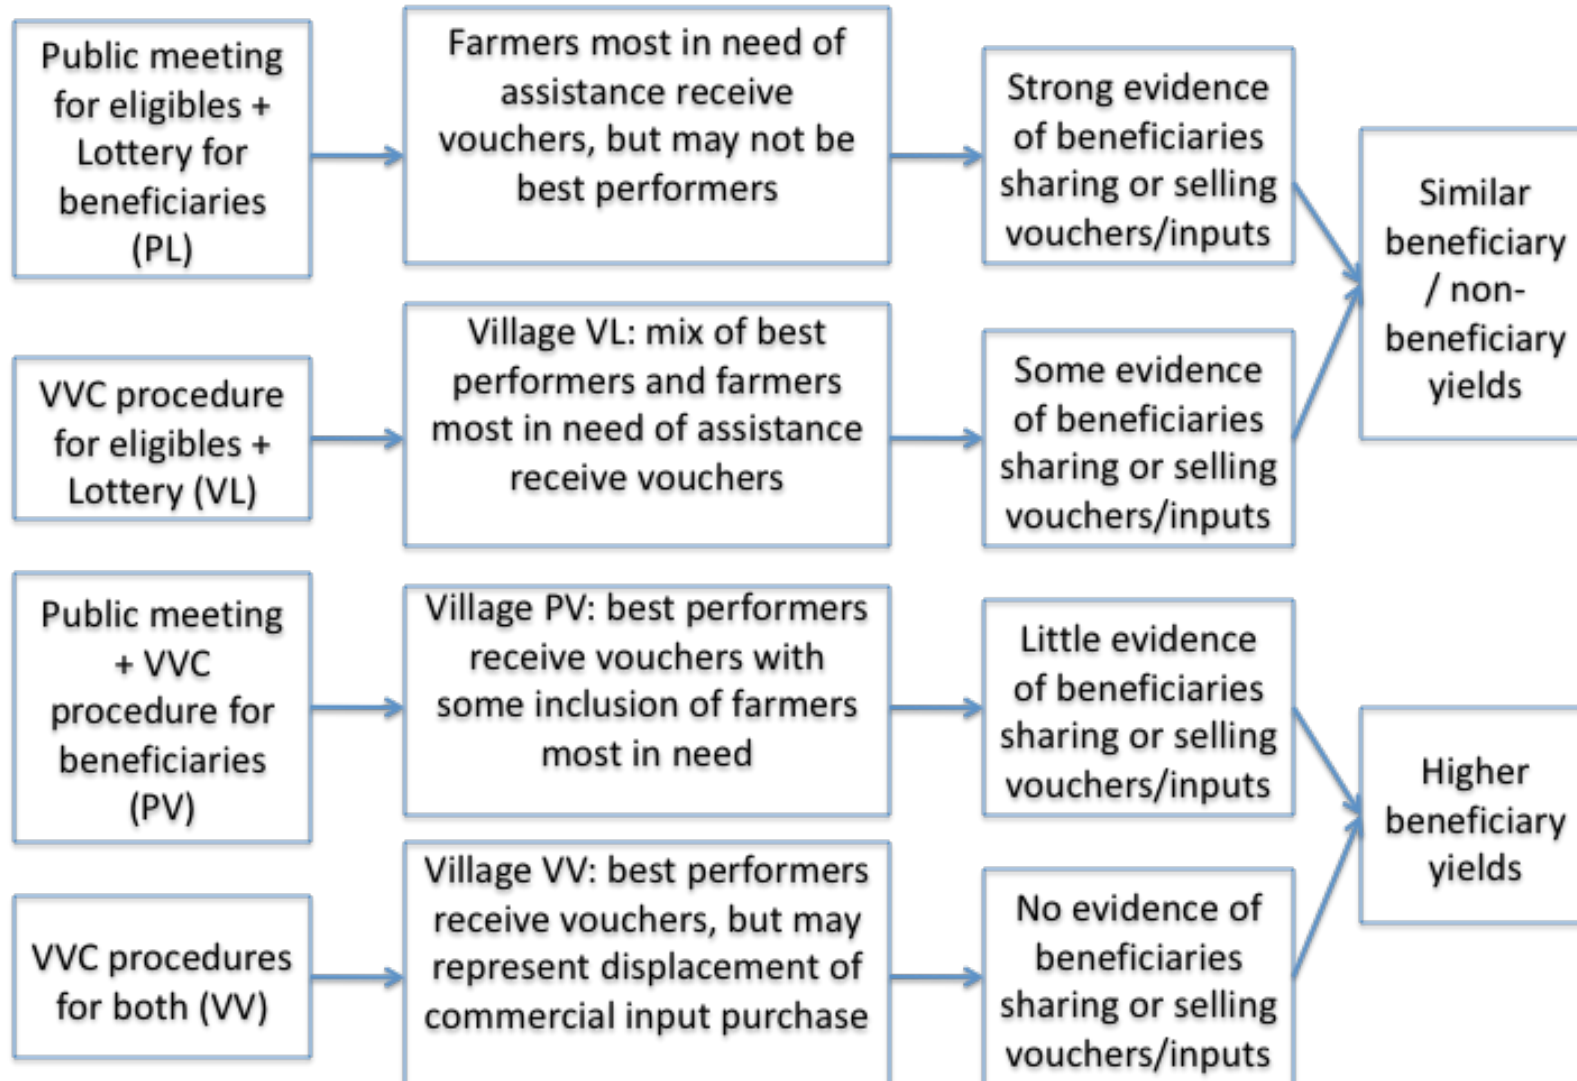 Public meeting
for eligibles +
Lottery for
beneficiaries
(PL)
Farmers most in need of
assistance receive
vouchers, but may not be
best performers
Strong evidence
of beneficiaries
sharing or selling
vouchers/inputs
Similar
beneficiary
/ non-
beneficiary
yields
VVC procedure
for eligibles +
Lottery (VL)
Village VL: mix of best
performers and farmers
most in need of assistance
receive vouchers
Some evidence
of beneficiaries
sharing or selling
vouchers/inputs
Public meeting
+ VVC
procedure for
beneficiaries
(PV)
Village PV: best performers
receive vouchers with
some inclusion of farmers
most in need
Little evidence
of beneficiaries
sharing or selling
vouchers/inputs
Higher
beneficiary
yields
VVC procedures
for both (VV)
Village VV: best performers
receive vouchers, but may
represent displacement of
commercial input purchase
No evidence of
beneficiaries
sharing or selling
vouchers/inputs